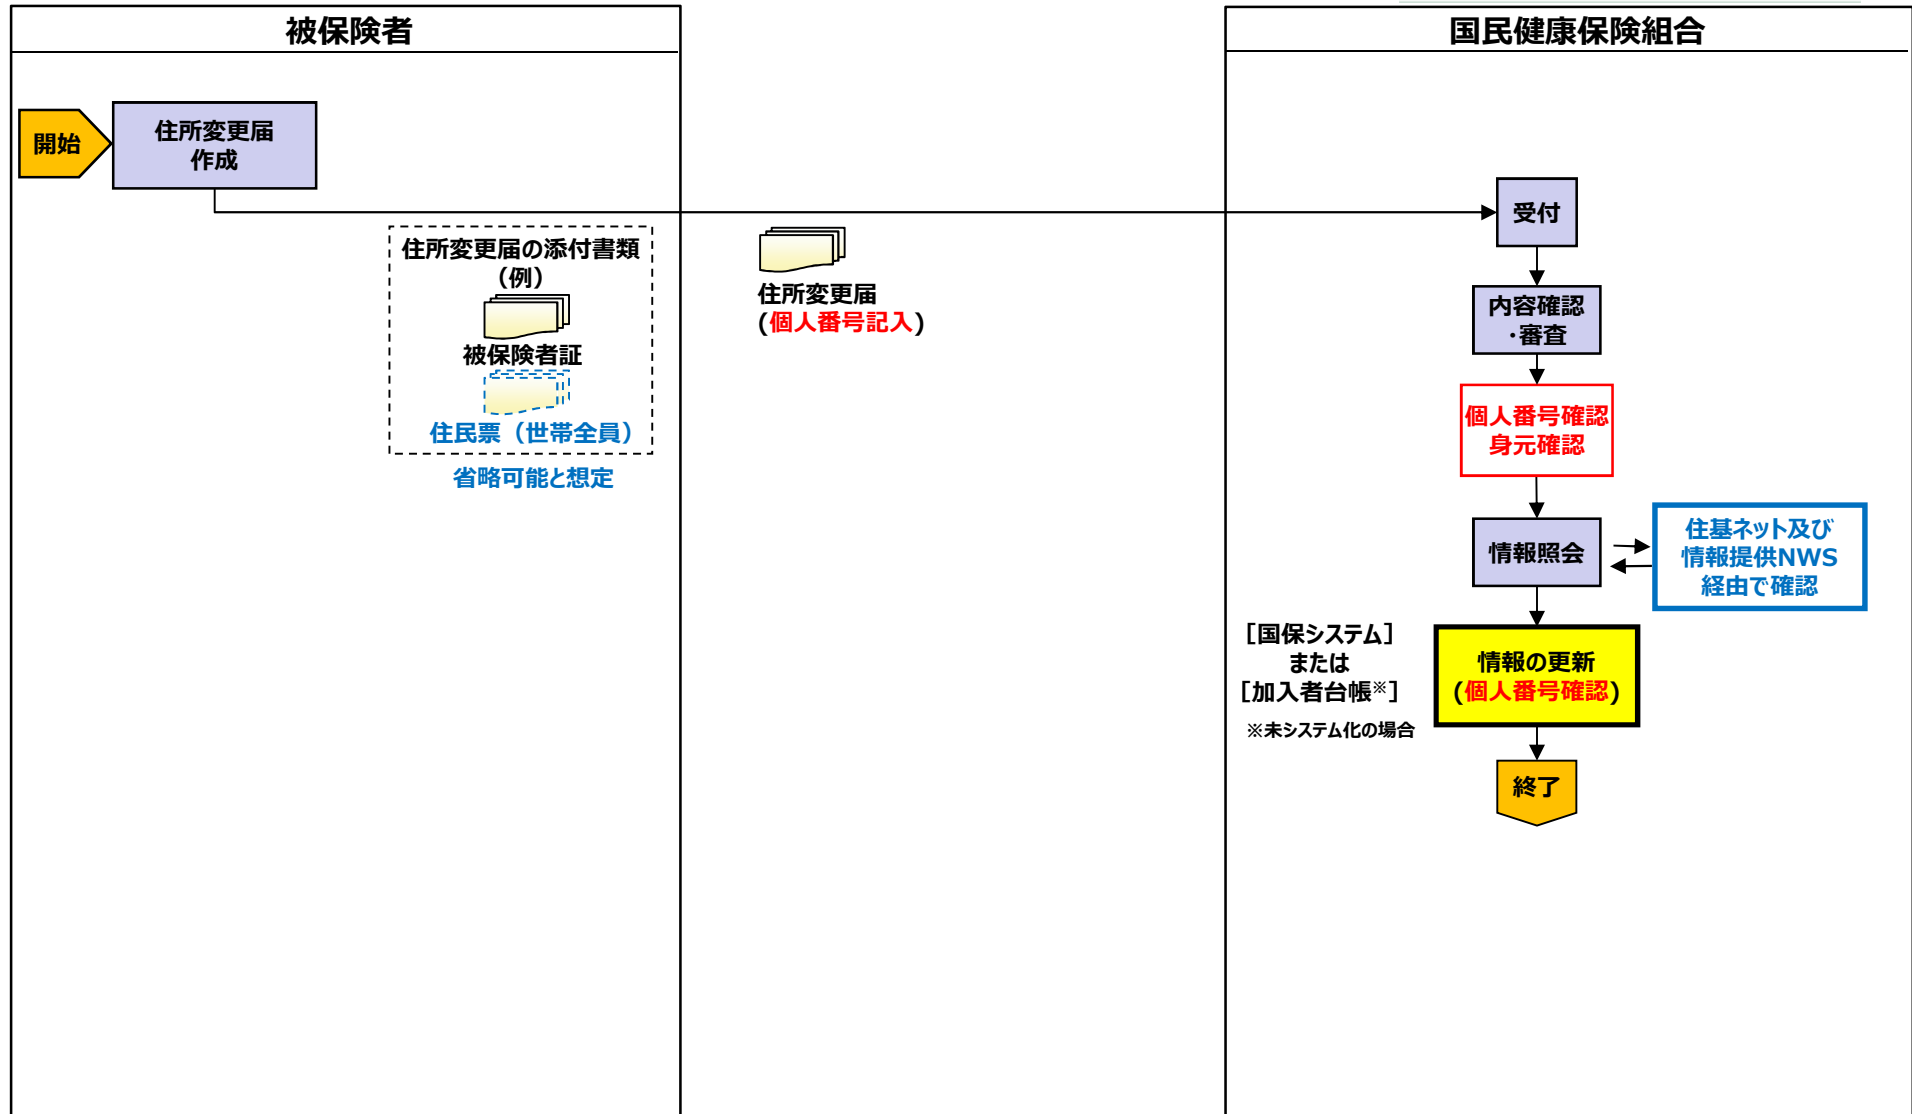 被保険者
国民健康保険組合
開始
住所変更届
作成
受付
住所変更届の添付書類
（例）
被保険者証
住民票（世帯全員）
省略可能と想定
住所変更届
(個人番号記入)
内容確認
・審査
個人番号確認
身元確認
情報照会
住基ネット及び
情報提供NWS
経由で確認
［国保システム］
または
［加入者台帳※］
※未システム化の場合
情報の更新
(個人番号確認)
終了